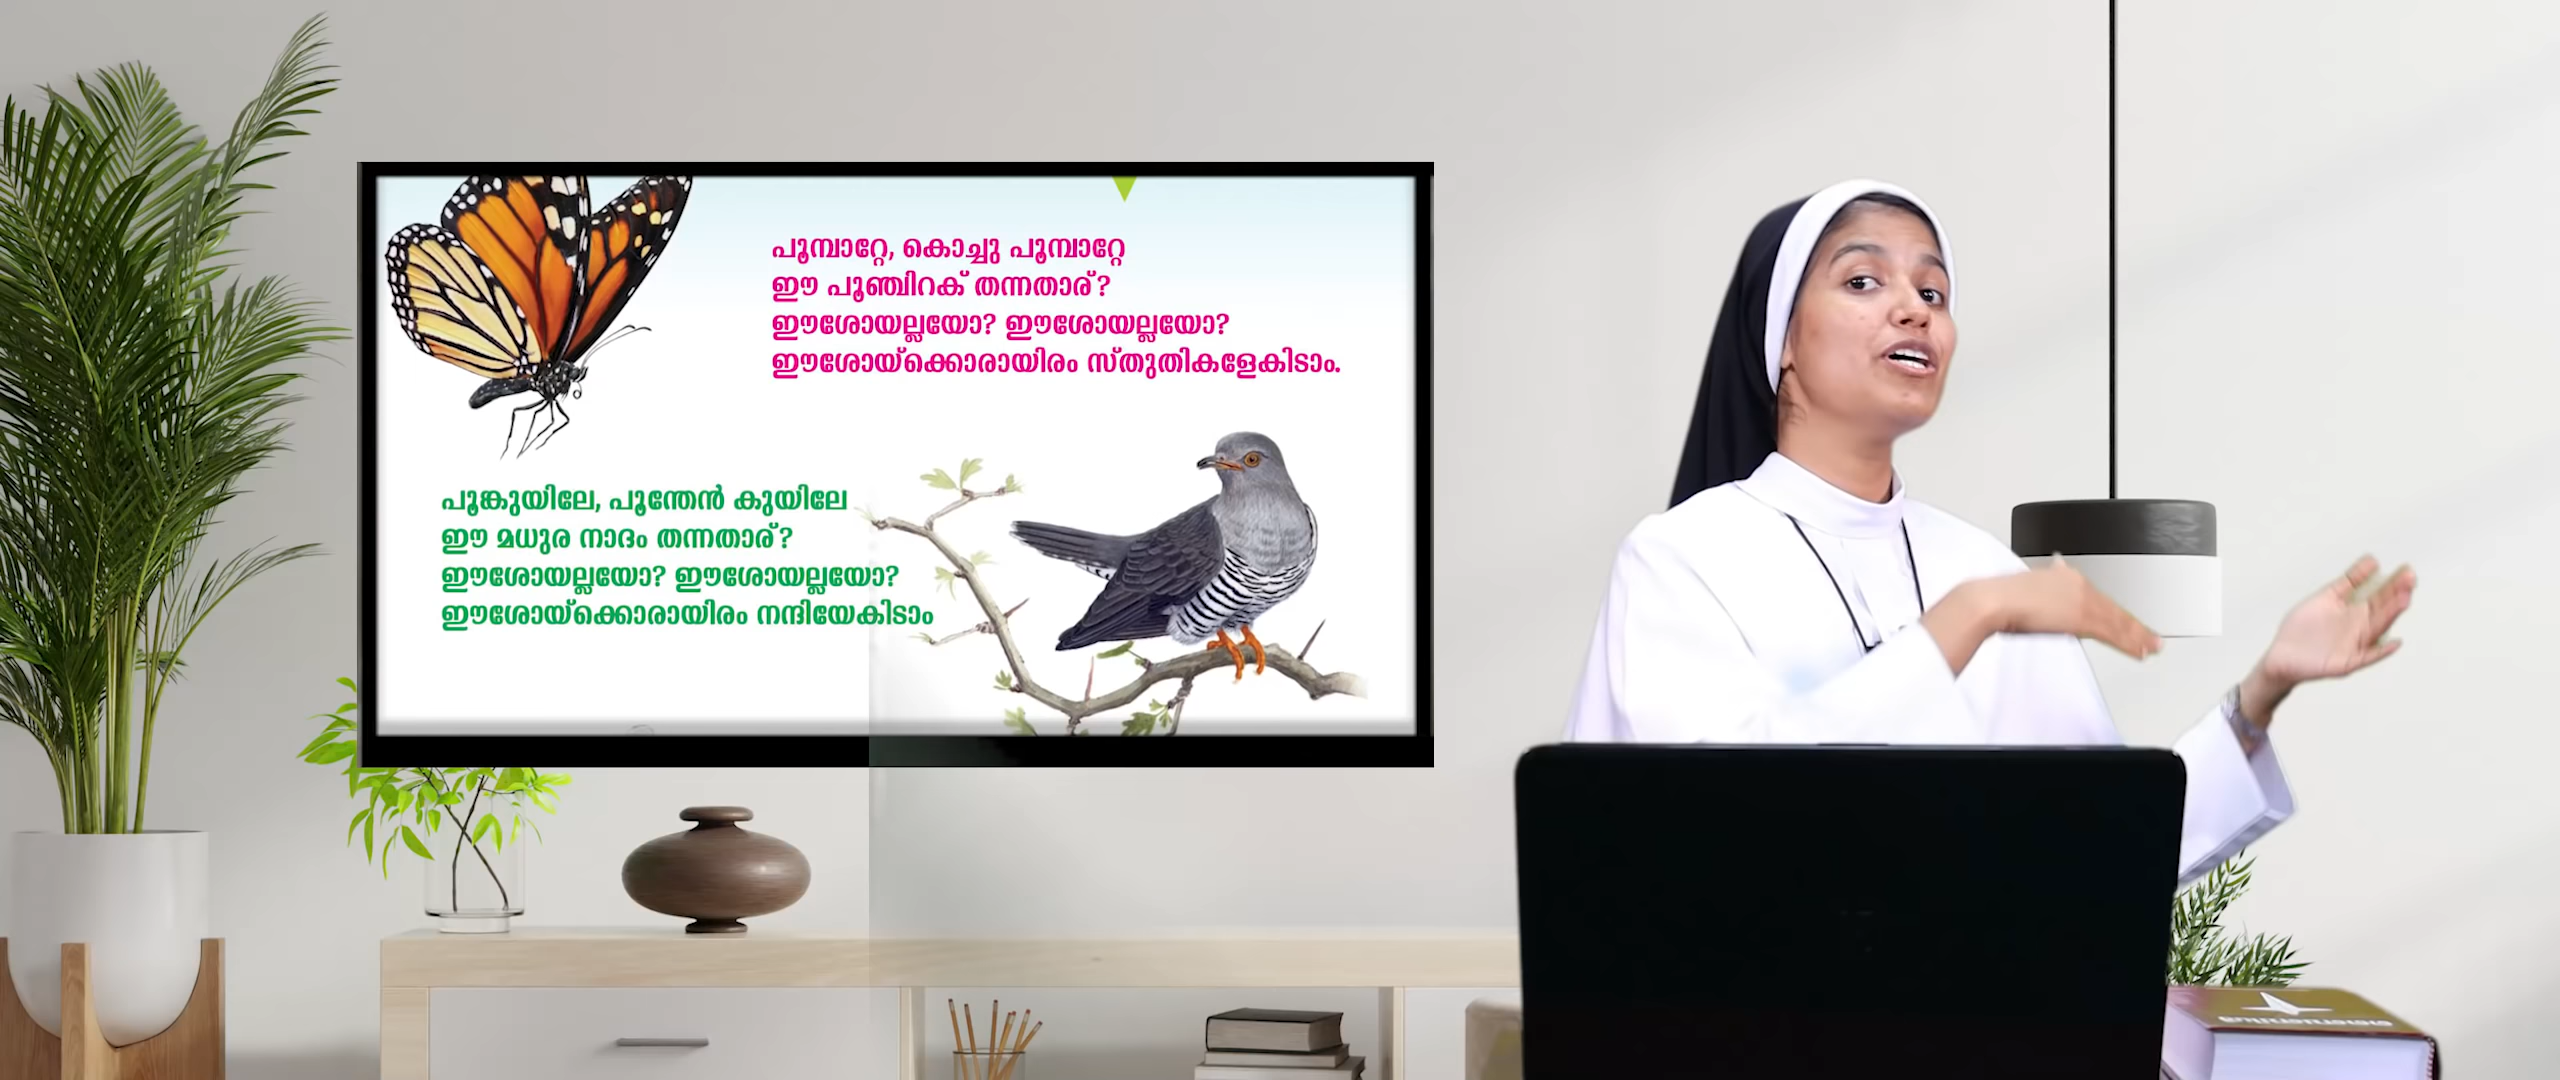 പൂമ്പാറ്റേ, കൊച്ചു പൂമ്പാറ്റേ
ഈ പൂഞ്ചിറക് തന്നതാര്?
ഈശോയല്ലയോ? ഈശോയല്ലയോ?
ഈശോയ്ക്കൊരായിരം സ്തുതികളേകിടാം.
പൂങ്കുയിലേ, പൂന്തേൻ കുയിലേ
ഈ മധുര നാദം തന്നതാര്?
ഈശോയല്ലയോ? ഈശോയല്ലയോ?
ഈശോയ്ക്കൊരായിരം നന്ദിയേകിടാം